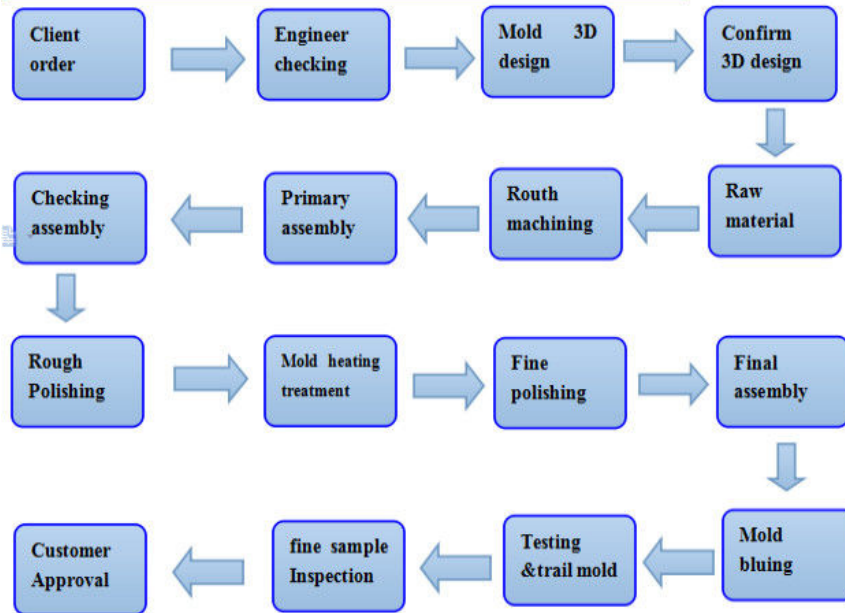 Client
order
Engineer
checking
Mold 3D
design
Confirm
3D design
Raw
material
Routh
machining
Primary
assembly
Checking
assembly
Rough
Polishing
Mold heating
treatment
Fine
polishing
Final
assembly
Mold
bluing
Testing
&trail mold
fine sample
Inspection
Customer
Approval